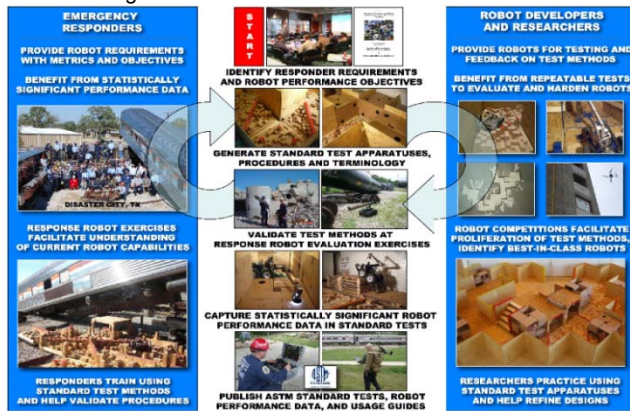 EMERGENCY
RESPONDERS
PROVIDE ROBOT REQUIREMENTS
WITH METRICS AND OBJECTIVES
BENEFIT FROM STATISTICALLY
SIGNIFICANT PERFORMANCE DATA
DISASTER CITY, TX
RESPONSE ROBOT EXERCISES
FACILITATE UNDERSTANDING
OF CURRENT ROBOT CAPABILITIES
RESPONDERS TRAIN USING
STANDARD TEST METHODS
AND HELP VALIDATE PROCEDURES
START
IDENTIFY RESPONDER REQUIREMENTS
AND ROBOT PERFORMANCE OBJECTIVES
GENERATE STANDARD TEST APPARATUSES,
PROCEDURES AND TERMINOLOGY
VALIDATE TEST METHODS AT
RESPONSE ROBOT EVALUATION EXERCISES
CAPTURE STATISTICALLY SIGNIFICANT ROBOT
PERFORMANCE DATA IN STANDARD TESTS
PUBLISH ASTM STANDARD TESTS, ROBOT
PERFORMANCE DATA, AND USAGE GUIDES
ROBOT DEVELOPERS
AND RESEARCHERS
PROVIDE ROBOTS FOR TESTING AND
FEEDBACK ON TEST METHODS
BENEFIT FROM REPEATABLE TESTS
TO EVALUATE AND HARDEN ROBOTS
ROBOT COMPETITIONS FACILITATE
PROLIFERATION OF TEST METHODS,
IDENTIFY BEST-IN-CLASS ROBOTS
RESEARCHERS PRACTICE USING
STANDARD TEST APPARATUSES
AND HELP REFINE DESIGNS